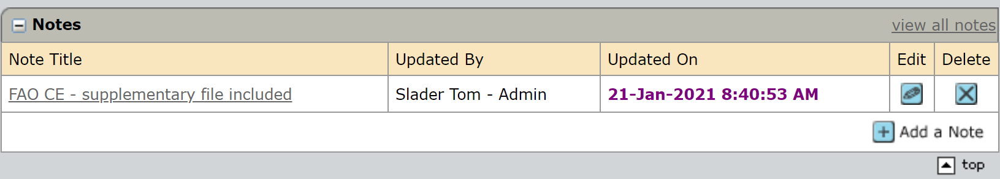 Notes view all notes
Note Title Updated By Updated On Edit Delete
FAO CE - supplementary file included Slader Tom - Admin 21-Jan-2021 8:40:53 AM
Add a Note
top